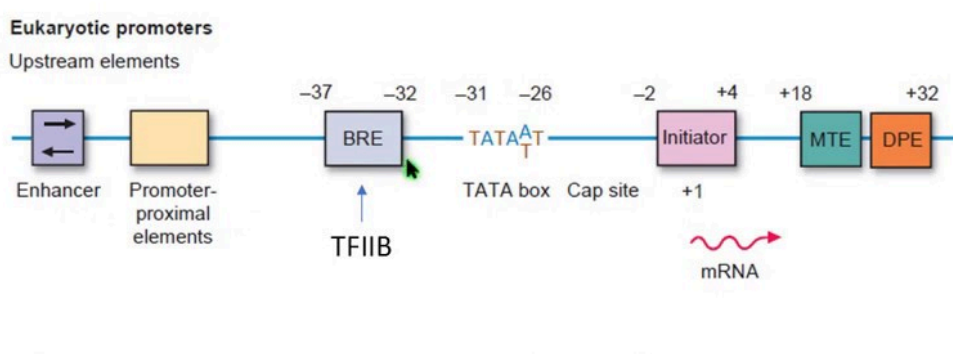 Eukaryotic promoters
Upstream elements
–37 –32 –31 –26 –2 +4 +18 +32
BRE TATAAT Initiator MTE DPE
T
Enhancer Promoter- TATA box Cap site +1
proximal
elements
TFIIB
mRNA